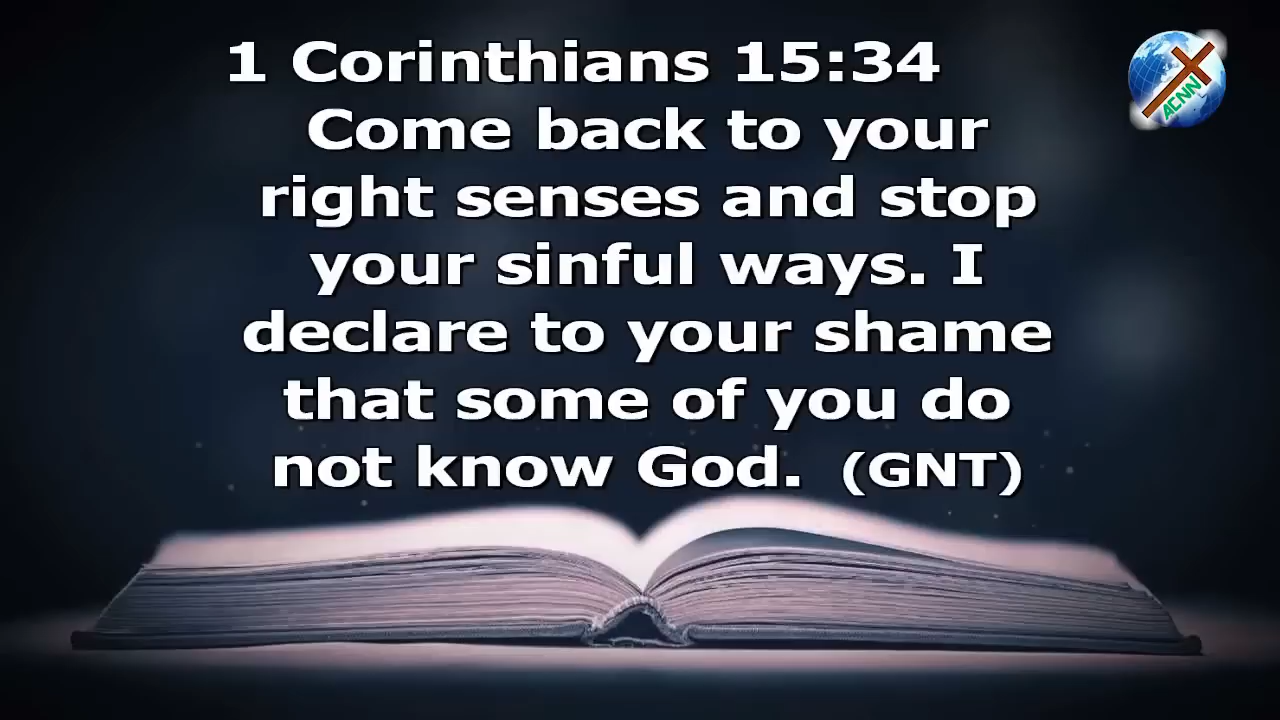 1 Corinthians 15:34
Come back to your
right senses and stop
your sinful ways. I
declare to your shame
that some of you do
not know God. (GNT)
ACNN